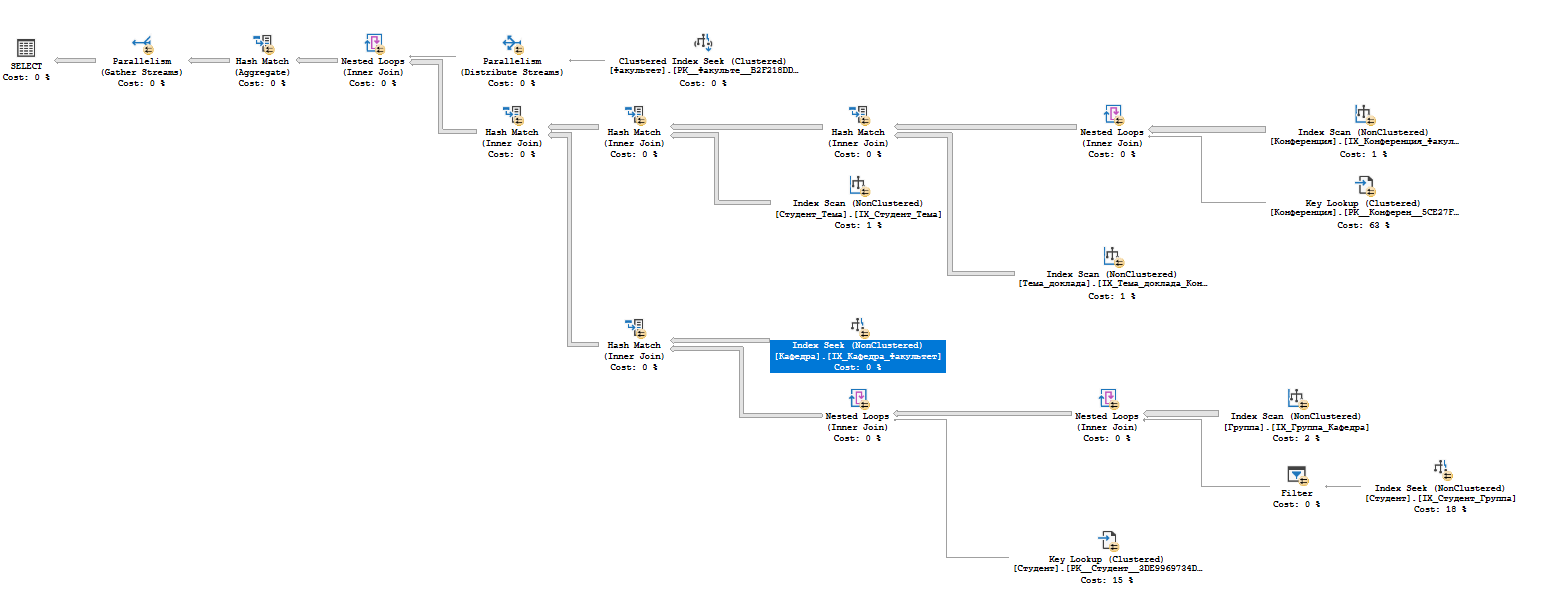 SELECT
Cost: 0 %
Parallelism
(Gather Streams)
Cost: 0 %
Hash Match
(Aggregate)
Cost: 0 %
Nested Loops
(Inner Join)
Cost: 0 %
Parallelism
(Distribute Streams)
Cost: 0 %
Clustered Index Seek (Clustered)
[Факультет].[PK__Факульте__B2F218DD…
Cost: 0 %
Hash Match
(Inner Join)
Cost: 0 %
Hash Match
(Inner Join)
Cost: 0 %
Hash Match
(Inner Join)
Cost: 0 %
Nested Loops
(Inner Join)
Cost: 0 %
Index Scan (NonClustered)
[Конференция].[IX_Конференция_Факул…
Cost: 1 %
Index Scan (NonClustered)
[Студент_Тема].[IX_Студент_Тема]
Cost: 1 %
Key Lookup (Clustered)
[Конференция].[PK__Конферен__5CE27F…
Cost: 63 %
Index Scan (NonClustered)
[Тема_доклада].[IX_Тема_доклада_Кон…
Cost: 1 %
Hash Match
(Inner Join)
Cost: 0 %
Index Seek (NonClustered)
[Кафедра].[IX_Кафедра_Факультет]
Cost: 0 %
Nested Loops
(Inner Join)
Cost: 0 %
Nested Loops
(Inner Join)
Cost: 0 %
Index Scan (NonClustered)
[Группа].[IX_Группа_Кафедра]
Cost: 2 %
Filter
Cost: 0 %
Index Seek (NonClustered)
[Студент].[IX_Студент_Группа]
Cost: 18 %
Key Lookup (Clustered)
[Студент].[PK__Студент__3DE9969734D…
Cost: 15 %